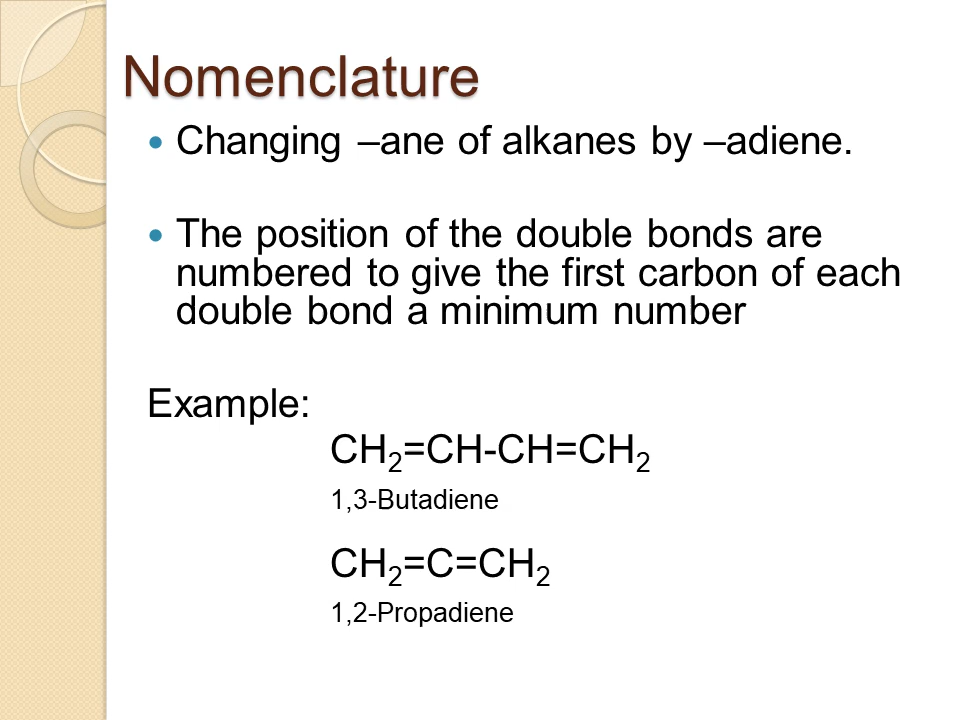 Nomenclature
Changing –ane of alkanes by –adiene.
The position of the double bonds are
numbered to give the first carbon of each
double bond a minimum number
Example:
CH₂=CH-CH=CH₂
1,3-Butadiene
CH₂=C=CH₂
1,2-Propadiene